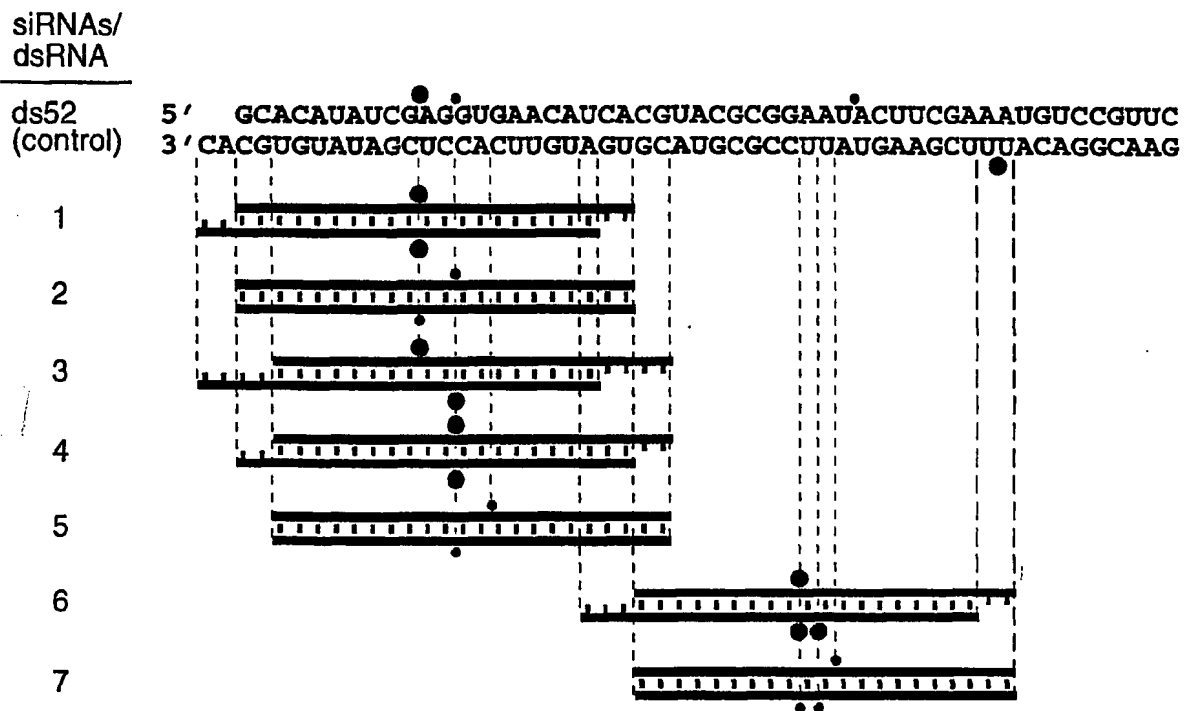 siRNAs/
dsRNA
ds52 5′ GCACAUAUCGAGGUGAACAUCACGUACGCGGAAUACUUCGAAAUGUCCGUUC
(control) 3′CACGUGUAUAGCUCCACUUGUAGUGCAUGCGCCUUAUGAAGCUUUACAGGCAAG
1
2
3
4
5
6
7